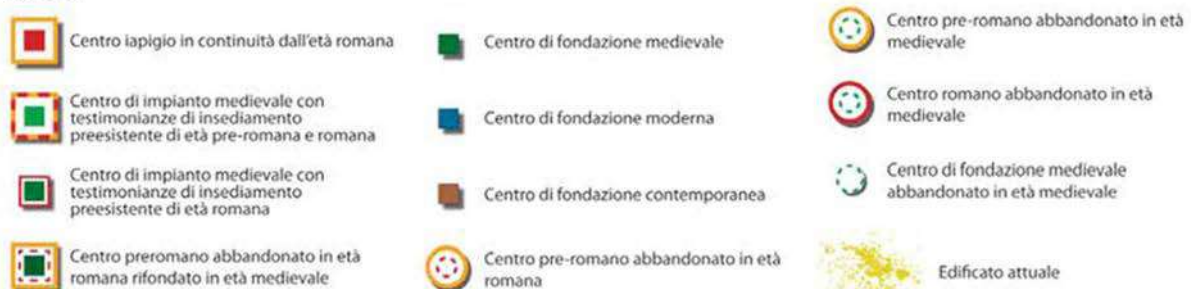 Centro iapigio in continuità dall'età romana
Centro di impianto medievale con
testimonianze di insediamento
preesistente di età pre-romana e romana
Centro di impianto medievale con
testimonianze di insediamento
preesistente di età romana
Centro preromano abbandonato in età
romana rifondato in età medievale
Centro di fondazione medievale
Centro di fondazione moderna
Centro di fondazione contemporanea
Centro pre-romano abbandonato in età
romana
Centro pre-romano abbandonato in età
medievale
Centro romano abbandonato in età
medievale
Centro di fondazione medievale
abbandonato in età medievale
Edificato attuale